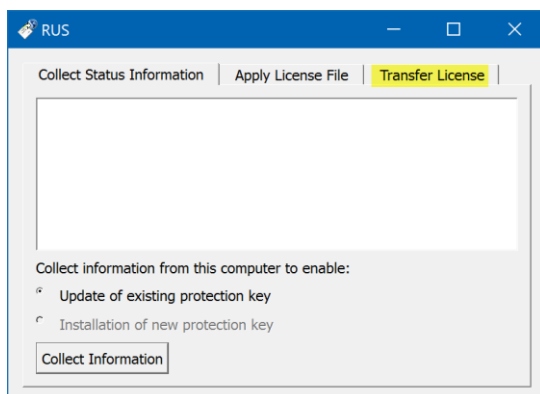 RUS
Collect Status Information Apply License File Transfer License
Collect information from this computer to enable:
Update of existing protection key
Installation of new protection key
Collect Information